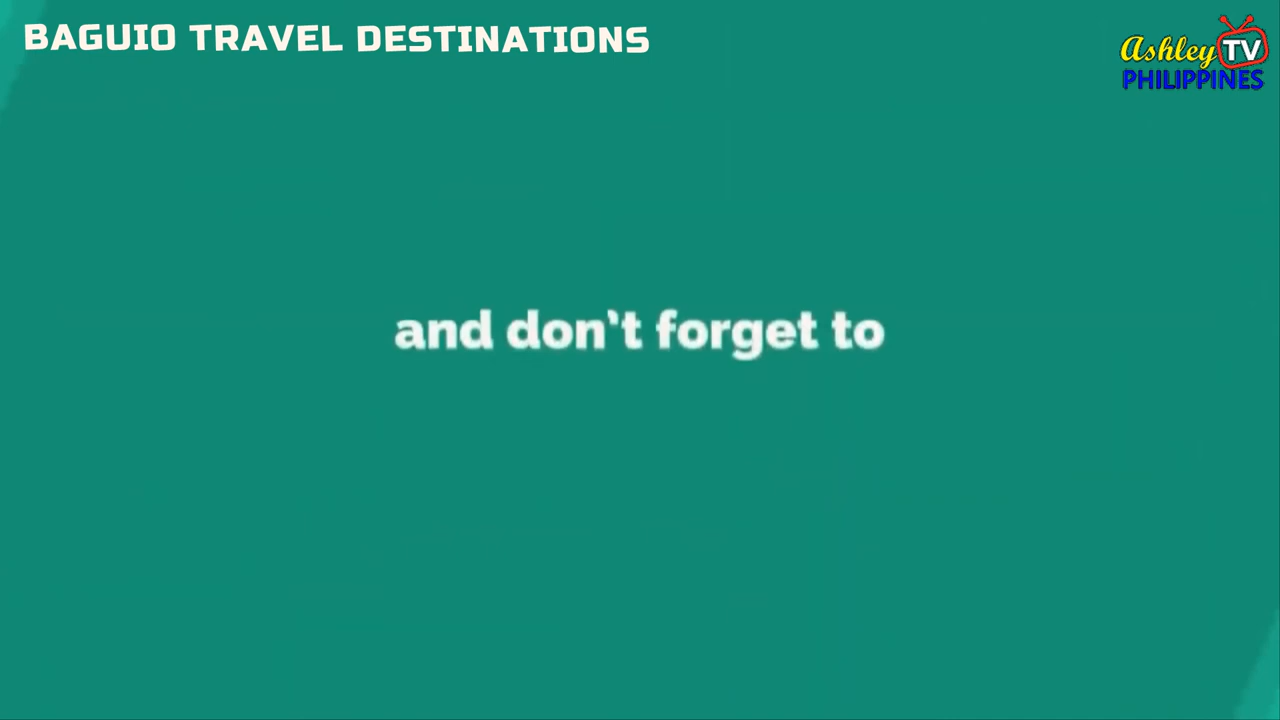 BAGUIO TRAVEL DESTINATIONS
Ashley TV
PHILIPPINES
and don't forget to